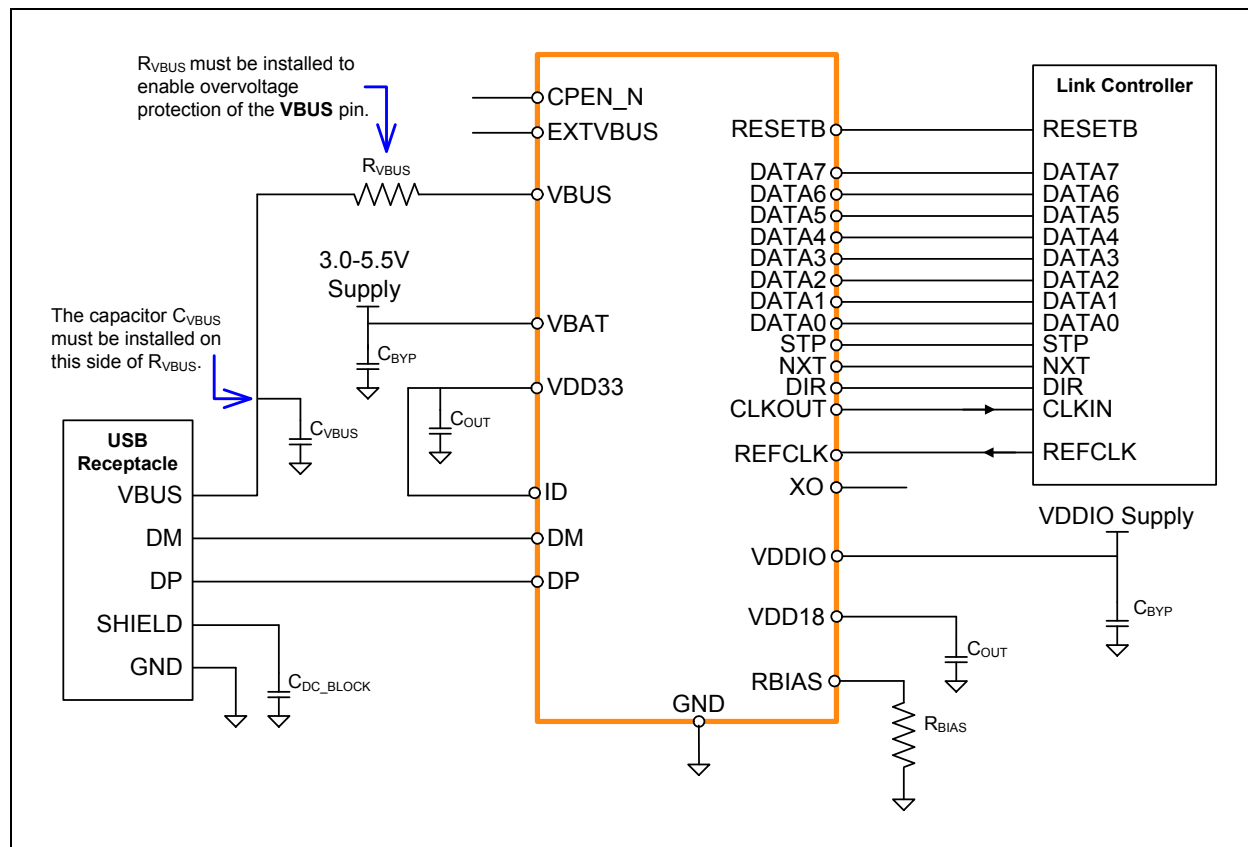 RVBUS must be installed to
enable overvoltage
protection of the VBUS pin.
RVBUS
3.0-5.5V
Supply
CBYP
The capacitor CVBUS
must be installed on
this side of RVBUS.
CVBUS
COUT
USB
Receptacle
VBUS
DM
DP
SHIELD
GND
CDC_BLOCK
CPEN_N
EXTVBUS
VBUS
VBAT
VDD33
ID
DM
DP
GND
RESETB
DATA7
DATA6
DATA5
DATA4
DATA3
DATA2
DATA1
DATA0
STP
NXT
DIR
CLKOUT
REFCLK
XO
VDDIO
VDD18
RBIAS
Link Controller
RESETB
DATA7
DATA6
DATA5
DATA4
DATA3
DATA2
DATA1
DATA0
STP
NXT
DIR
CLKIN
REFCLK
VDDIO Supply
CBYP
COUT
RBIAS